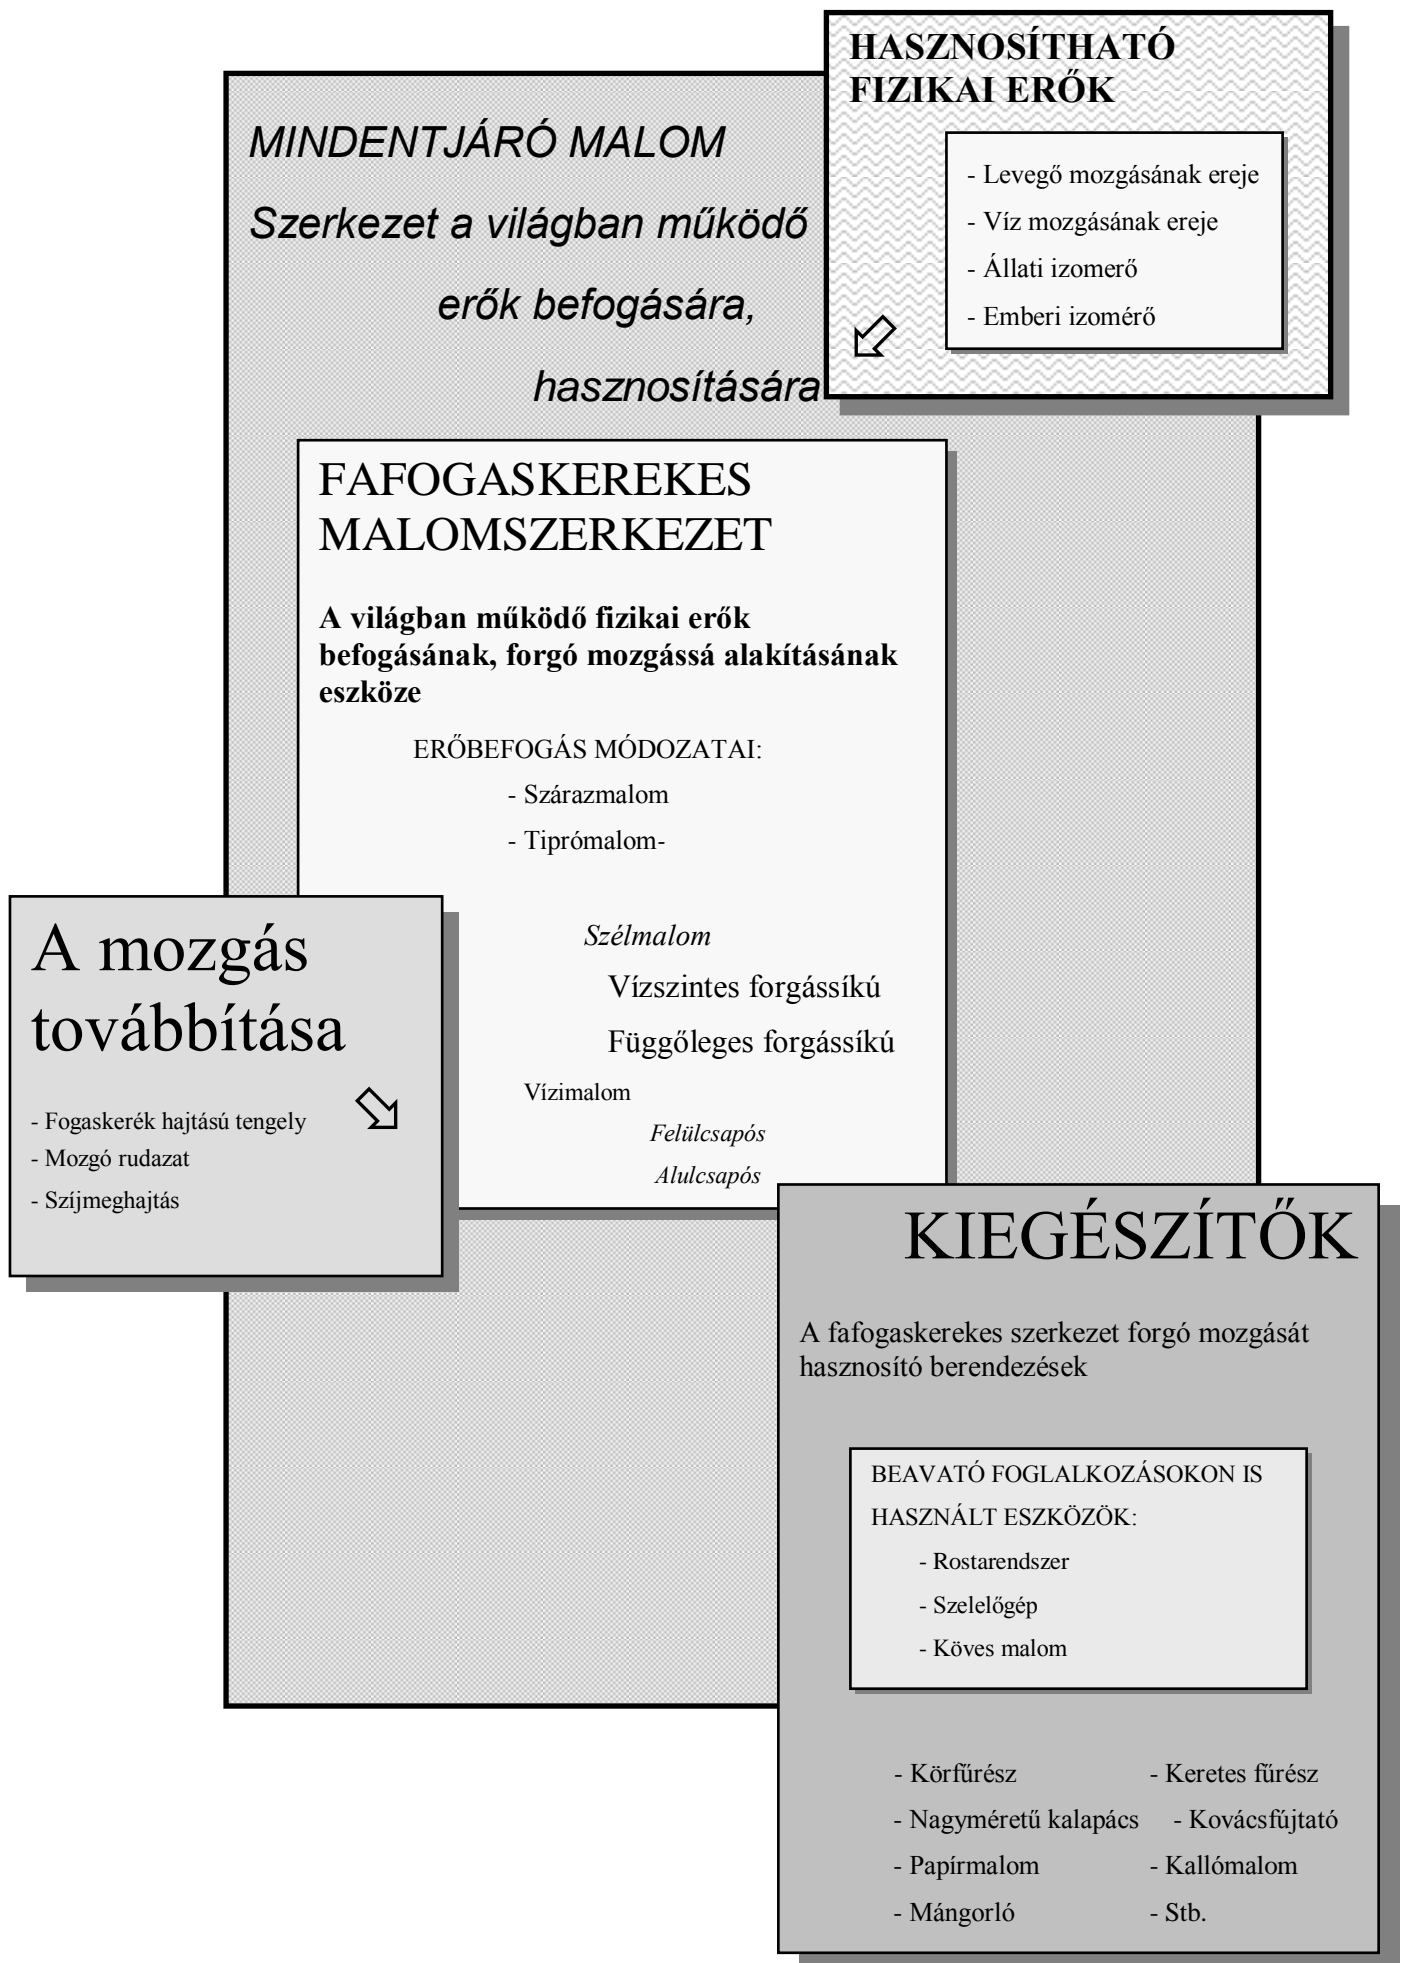 HASZNOSÍTHATÓ
FIZIKAI ERŐK
- Levegő mozgásának ereje
- Víz mozgásának ereje
- Állati izomerő
- Emberi izomérő
MINDENTJÁRÓ MALOM
Szerkezet a világban működő
erők befogására,
hasznosítására
FAFOGASKEREKES
MALOMSZERKEZET
A világban működő fizikai erők
befogásának, forgó mozgássá alakításának
eszköze
ERŐBEFOGÁS MÓDOZATAI:
- Szárazmalom
- Tiprómalom-
Szélmalom
Vízszintes forgássíkú
Függőleges forgássíkú
Vízimalom
Felülcsapós
Alulcsapós
A mozgás
továbbítása
- Fogaskerék hajtású tengely
- Mozgó rudazat
- Szíjmeghajtás
KIEGÉSZÍTŐK
A fafogaskerekes szerkezet forgó mozgását
hasznosító berendezések
BEAVATÓ FOGLALKOZÁSOKON IS
HASZNÁLT ESZKÖZÖK:
- Rostarendszer
- Szelelőgép
- Köves malom
- Körfűrész - Keretes fűrész
- Nagyméretű kalapács - Kovácsfújtató
- Papírmalom - Kallómalom
- Mángorló - Stb.